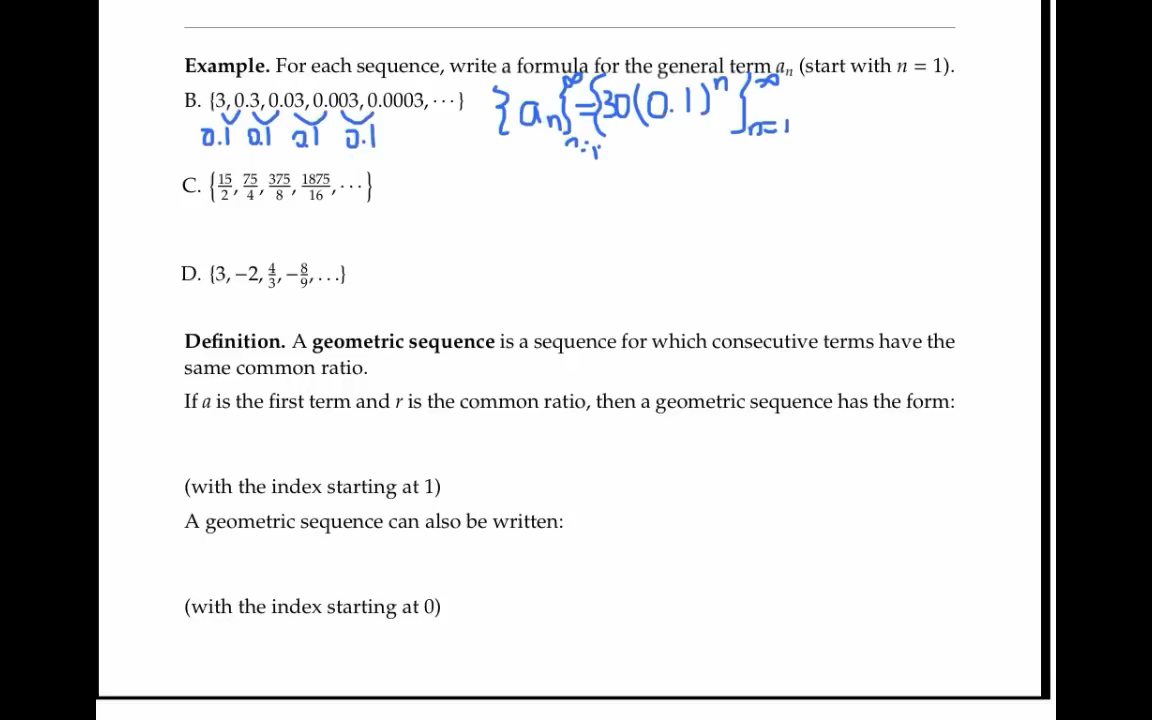 Example. For each sequence, write a formula for the general term aₙ (start with n = 1).
B. {3, 0.3, 0.03, 0.003, 0.0003, ⋯} {aₙ}ₙ₌₁^∞ = {30(0.1)ⁿ}ₙ₌₁^∞
0.1 0.1 0.1 0.1
C. {15/2, 75/4, 375/8, 1875/16, ⋯}
D. {3, −2, 4/3, −8/9, …}
Definition. A geometric sequence is a sequence for which consecutive terms have the
same common ratio.
If a is the first term and r is the common ratio, then a geometric sequence has the form:
(with the index starting at 1)
A geometric sequence can also be written:
(with the index starting at 0)